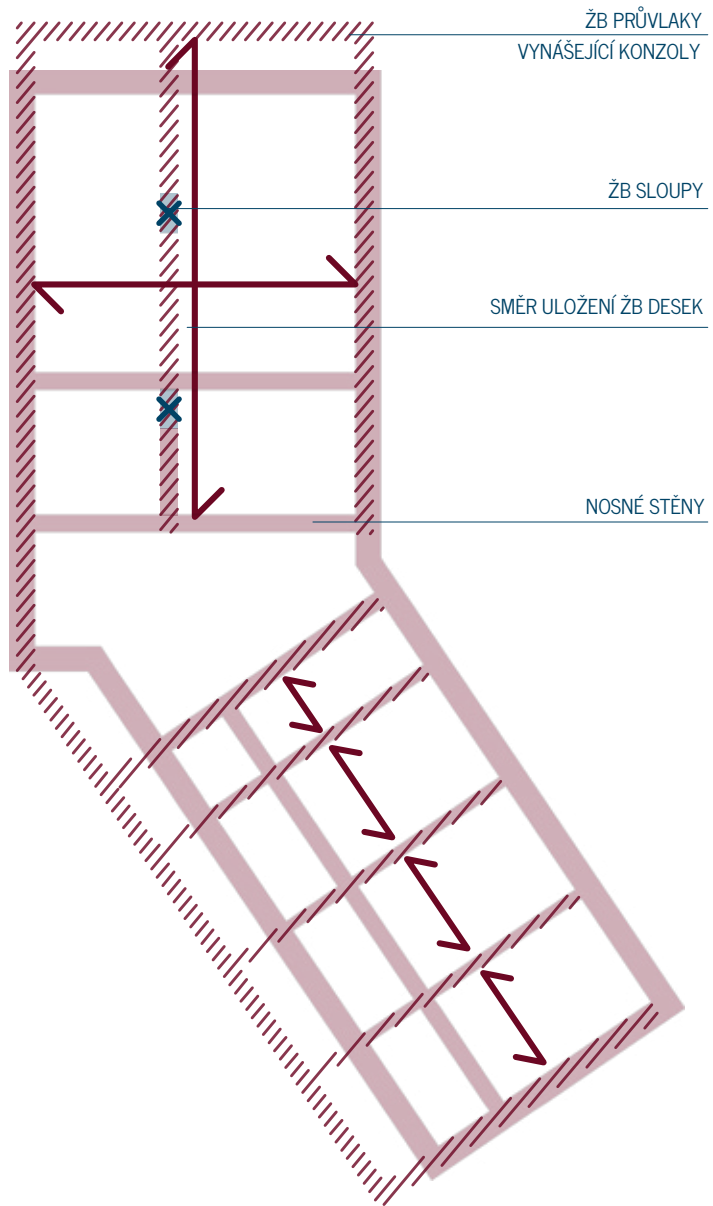 ŽB PRŮVLAKY
VYNÁŠEJÍCÍ KONZOLY
ŽB SLOUPY
SMĚR ULOŽENÍ ŽB DESEK
NOSNÉ STĚNY